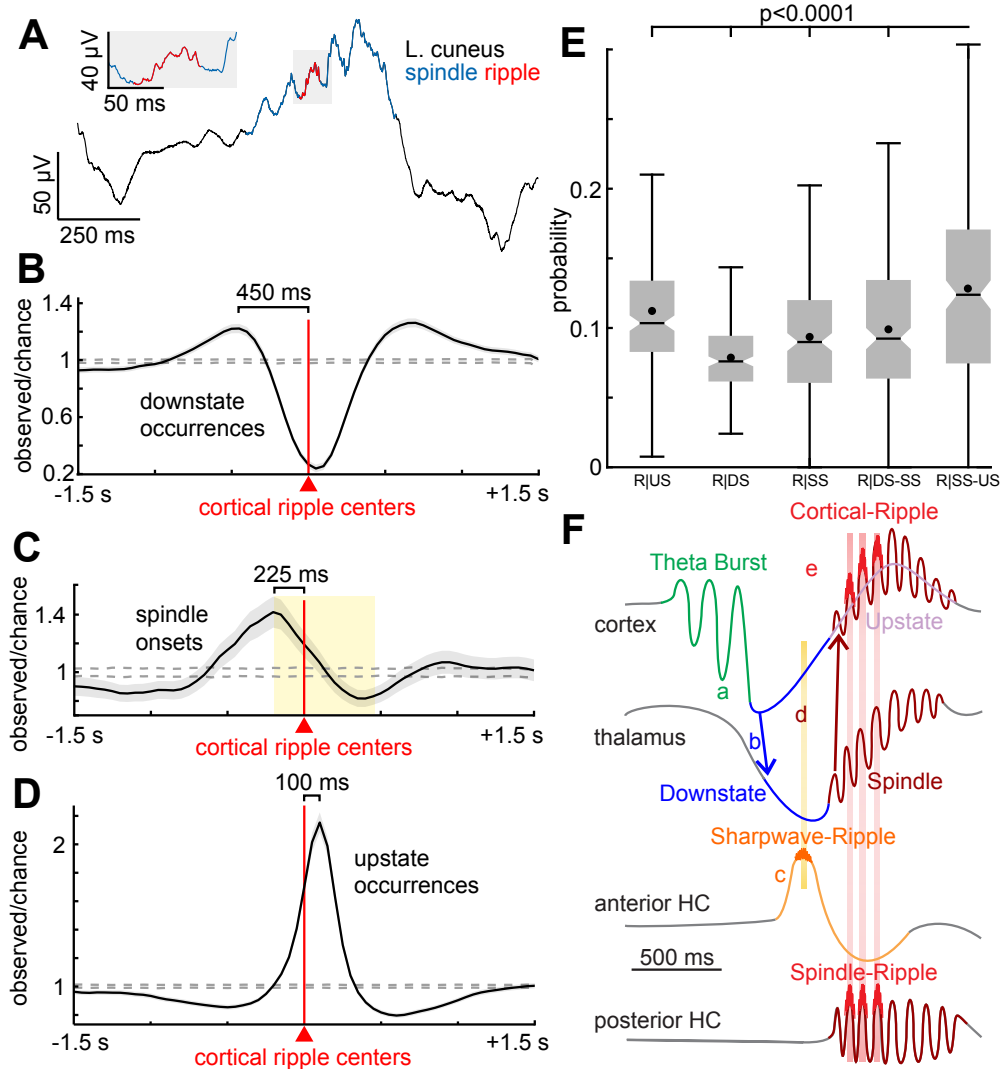 A
40 µV
50 ms
L. cuneus
spindle ripple
50 µV
250 ms
B
450 ms
observed/chance
1.4
1
0.6
0.2
downstate
occurrences
-1.5 s
+1.5 s
cortical ripple centers
C
225 ms
observed/chance
1.4
1
spindle
onsets
-1.5 s
+1.5 s
cortical ripple centers
D
100 ms
observed/chance
2
1
upstate
occurrences
-1.5 s
+1.5 s
cortical ripple centers
E
p<0.0001
probability
0.2
0.1
0
R|US
R|DS
R|SS
R|DS-SS
R|SS-US
F
Cortical-Ripple
Theta Burst
e
cortex
Upstate
a
d
thalamus
b
Downstate
Spindle
Sharpwave-Ripple
c
anterior HC
500 ms
Spindle-Ripple
posterior HC